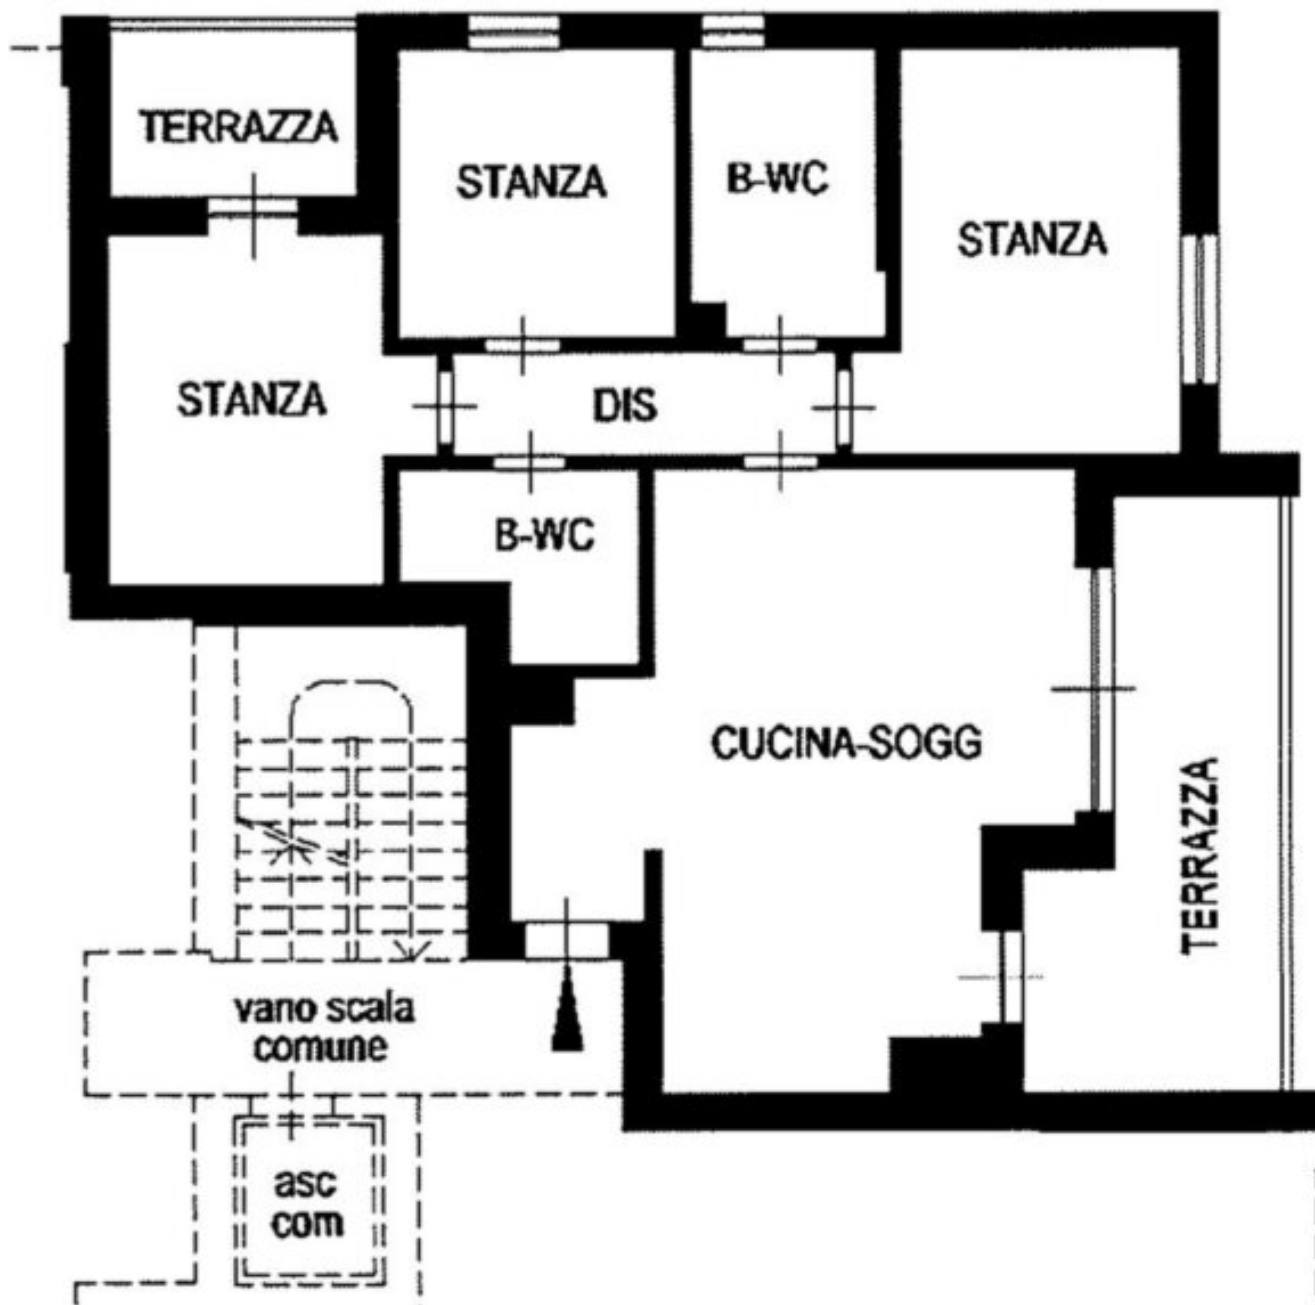 TERRAZZA
STANZA
B-WC
STANZA
STANZA
DIS
B-WC
CUCINA-SOGG
TERRAZZA
vano scala
comune
asc
com